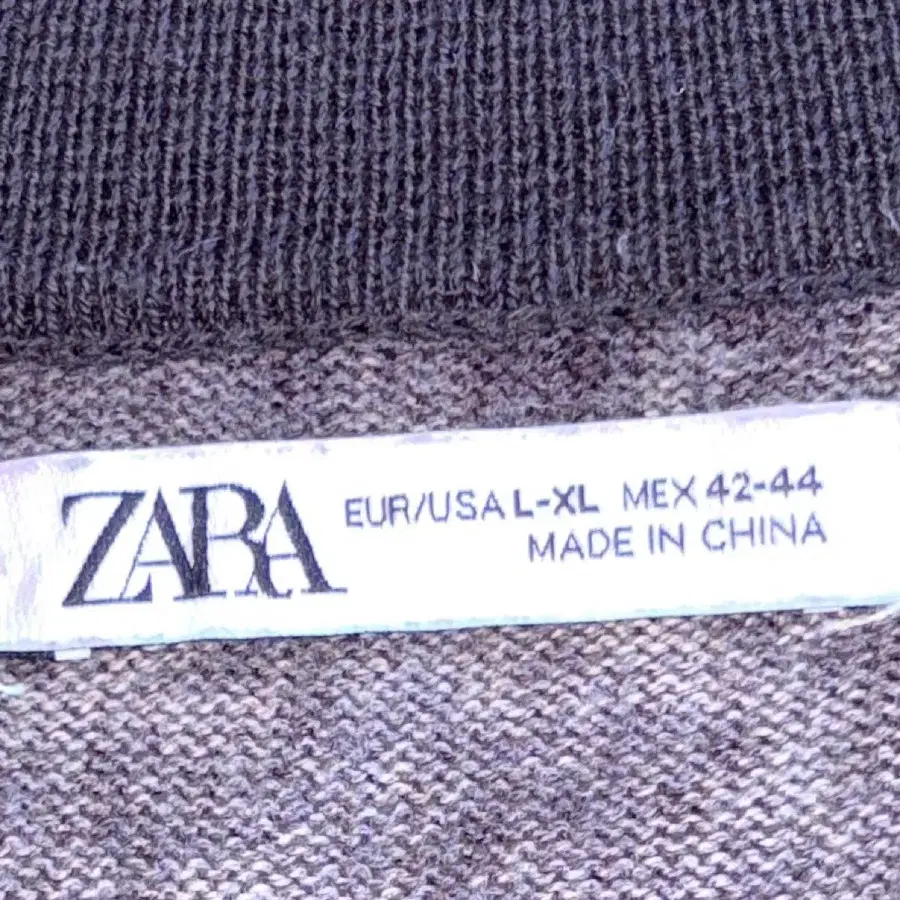 ZARA
EUR/USA L-XL MEX 42-44
MADE IN CHINA